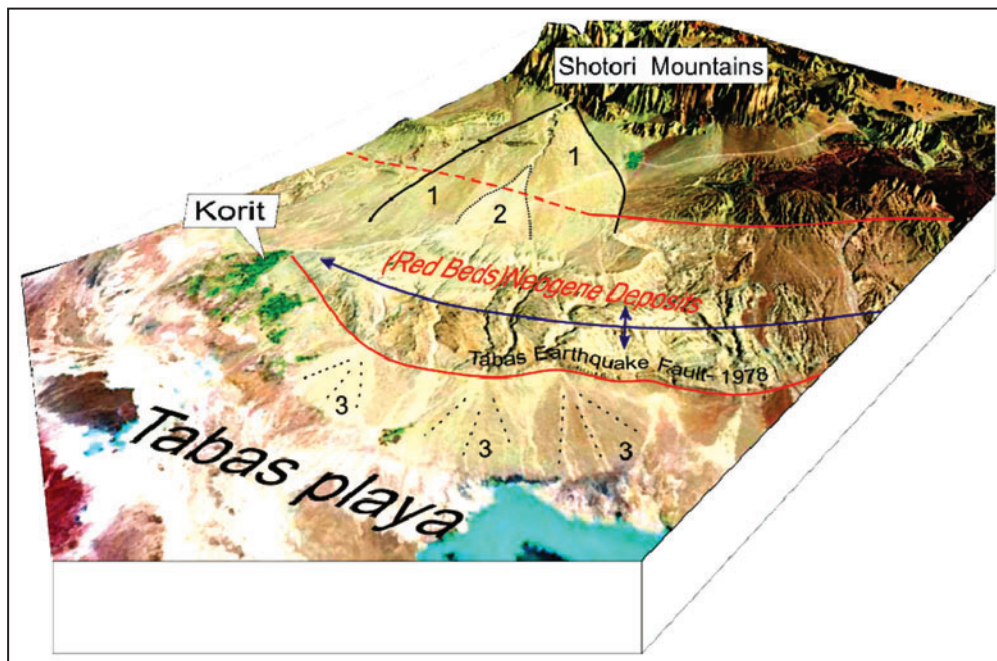 Shotori Mountains
1
1
2
Korit
(Red Beds)Neogene Deposits
Tabas Earthquake Fault- 1978
3
3
3
Tabas playa